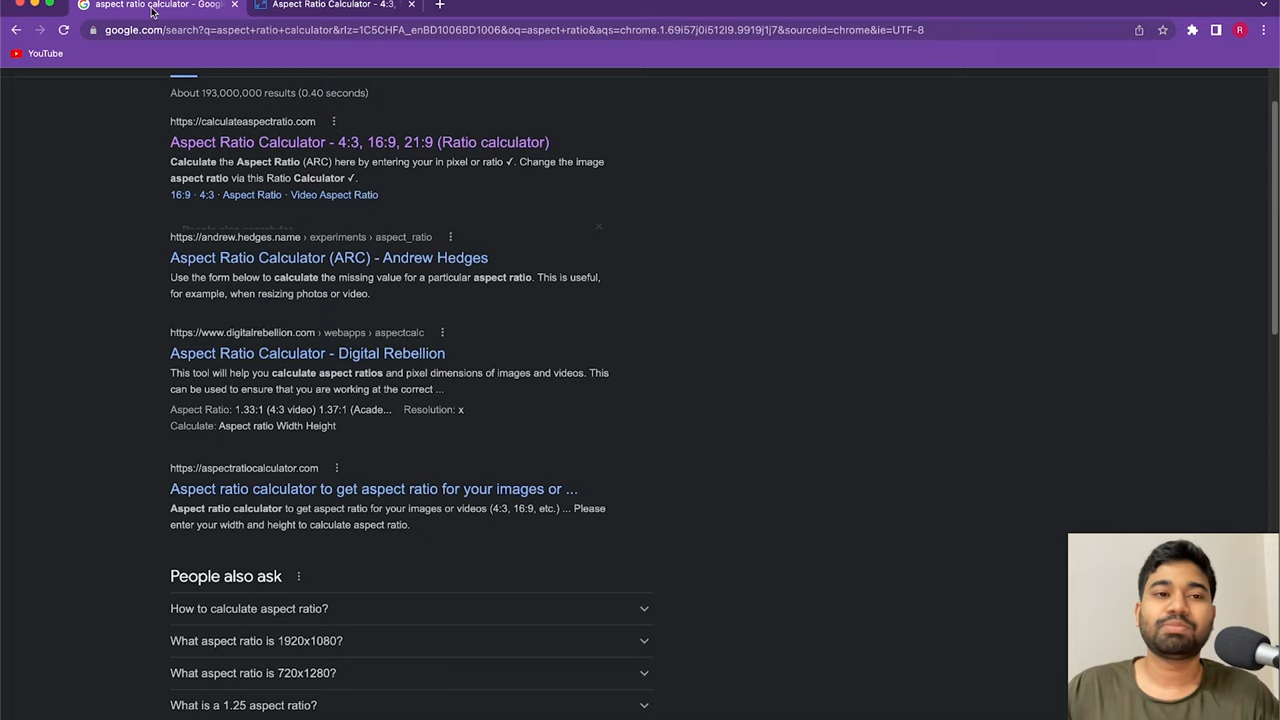 aspect ratio calculator - Googl
Aspect Ratio Calculator - 4:3,
google.com/search?q=aspect+ratio+calculator&rlz=1C5CHFA_enBD1006BD1006&oq=aspect+ratio&aqs=chrome.1.69i57j0i512l9.9919j1j7&sourceid=chrome&ie=UTF-8
R
YouTube
About 193,000,000 results (0.40 seconds)
https://calculateaspectratio.com
Aspect Ratio Calculator - 4:3, 16:9, 21:9 (Ratio calculator)
Calculate the Aspect Ratio (ARC) here by entering your in pixel or ratio ✓. Change the image
aspect ratio via this Ratio Calculator ✓.
16:9 · 4:3 · Aspect Ratio · Video Aspect Ratio
People also search for
https://andrew.hedges.name › experiments › aspect_ratio
Aspect Ratio Calculator (ARC) - Andrew Hedges
Use the form below to calculate the missing value for a particular aspect ratio. This is useful,
for example, when resizing photos or video.
https://www.digitalrebellion.com › webapps › aspectcalc
Aspect Ratio Calculator - Digital Rebellion
This tool will help you calculate aspect ratios and pixel dimensions of images and videos. This
can be used to ensure that you are working at the correct ...
Aspect Ratio: 1.33:1 (4:3 video) 1.37:1 (Acade... Resolution: x
Calculate: Aspect ratio Width Height
https://aspectratiocalculator.com
Aspect ratio calculator to get aspect ratio for your images or ...
Aspect ratio calculator to get aspect ratio for your images or videos (4:3, 16:9, etc.) ... Please
enter your width and height to calculate aspect ratio.
People also ask
How to calculate aspect ratio?
What aspect ratio is 1920x1080?
What aspect ratio is 720x1280?
What is a 1.25 aspect ratio?